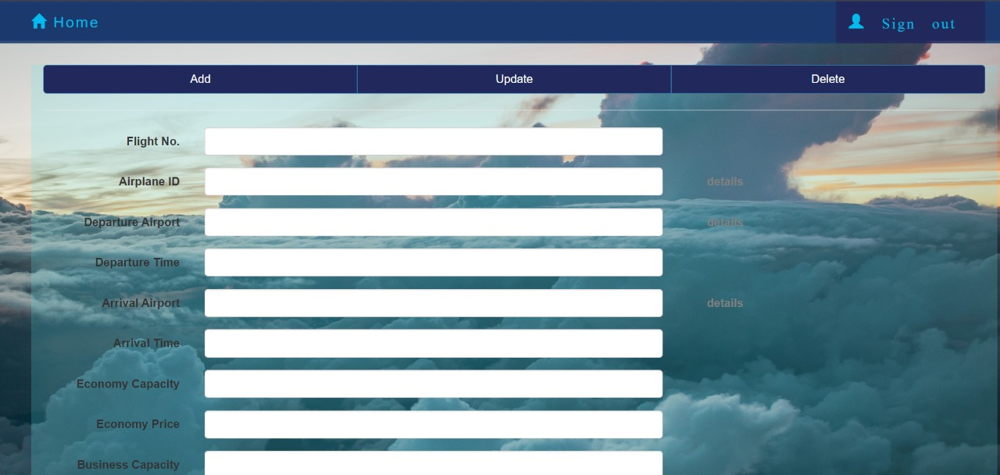 Home Sign out
Add Update Delete
Flight No.
Airplane ID details
Departure Airport details
Departure Time
Arrival Airport details
Arrival Time
Economy Capacity
Economy Price
Business Capacity